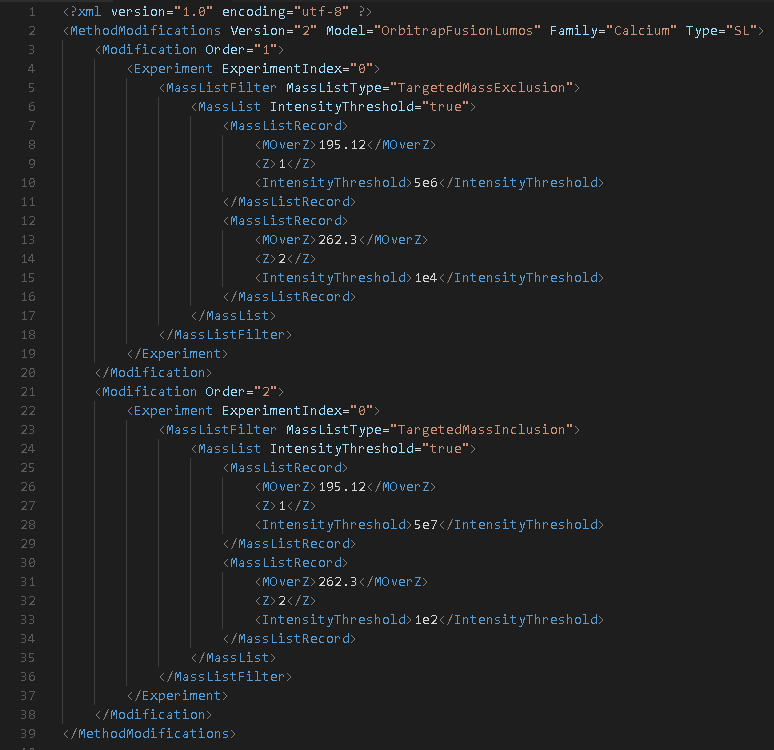 1 <?xml version="1.0" encoding="utf-8" ?>
2 <MethodModifications Version="2" Model="OrbitrapFusionLumos" Family="Calcium" Type="SL">
3 <Modification Order="1">
4 <Experiment ExperimentIndex="0">
5 <MassListFilter MassListType="TargetedMassExclusion">
6 <MassList IntensityThreshold="true">
7 <MassListRecord>
8 <MOverZ>195.12</MOverZ>
9 <Z>1</Z>
10 <IntensityThreshold>5e6</IntensityThreshold>
11 </MassListRecord>
12 <MassListRecord>
13 <MOverZ>262.3</MOverZ>
14 <Z>2</Z>
15 <IntensityThreshold>1e4</IntensityThreshold>
16 </MassListRecord>
17 </MassList>
18 </MassListFilter>
19 </Experiment>
20 </Modification>
21 <Modification Order="2">
22 <Experiment ExperimentIndex="0">
23 <MassListFilter MassListType="TargetedMassInclusion">
24 <MassList IntensityThreshold="true">
25 <MassListRecord>
26 <MOverZ>195.12</MOverZ>
27 <Z>1</Z>
28 <IntensityThreshold>5e7</IntensityThreshold>
29 </MassListRecord>
30 <MassListRecord>
31 <MOverZ>262.3</MOverZ>
32 <Z>2</Z>
33 <IntensityThreshold>1e2</IntensityThreshold>
34 </MassListRecord>
35 </MassList>
36 </MassListFilter>
37 </Experiment>
38 </Modification>
39 </MethodModifications>